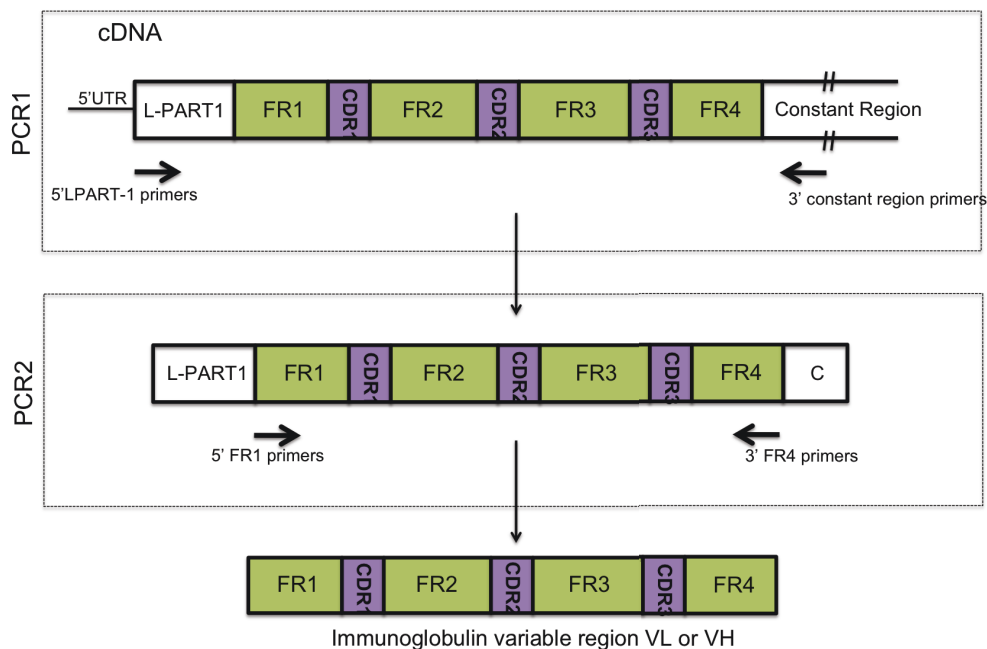 cDNA
PCR1
5'UTR
L-PART1
FR1
CDR1
FR2
CDR2
FR3
CDR3
FR4
Constant Region
5'LPART-1 primers
3' constant region primers
PCR2
L-PART1
FR1
CDR1
FR2
CDR2
FR3
CDR3
FR4
C
5' FR1 primers
3' FR4 primers
FR1
CDR1
FR2
CDR2
FR3
CDR3
FR4
Immunoglobulin variable region VL or VH